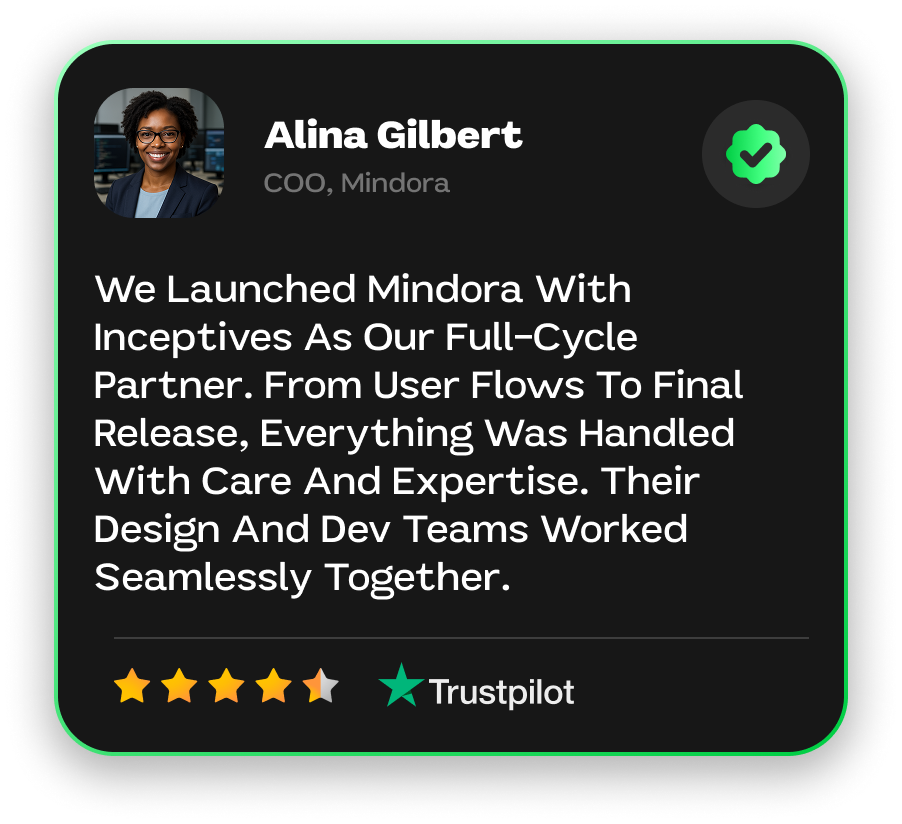 Alina Gilbert
COO, Mindora
We Launched Mindora With
Inceptives As Our Full-Cycle
Partner. From User Flows To Final
Release, Everything Was Handled
With Care And Expertise. Their
Design And Dev Teams Worked
Seamlessly Together.
Trustpilot